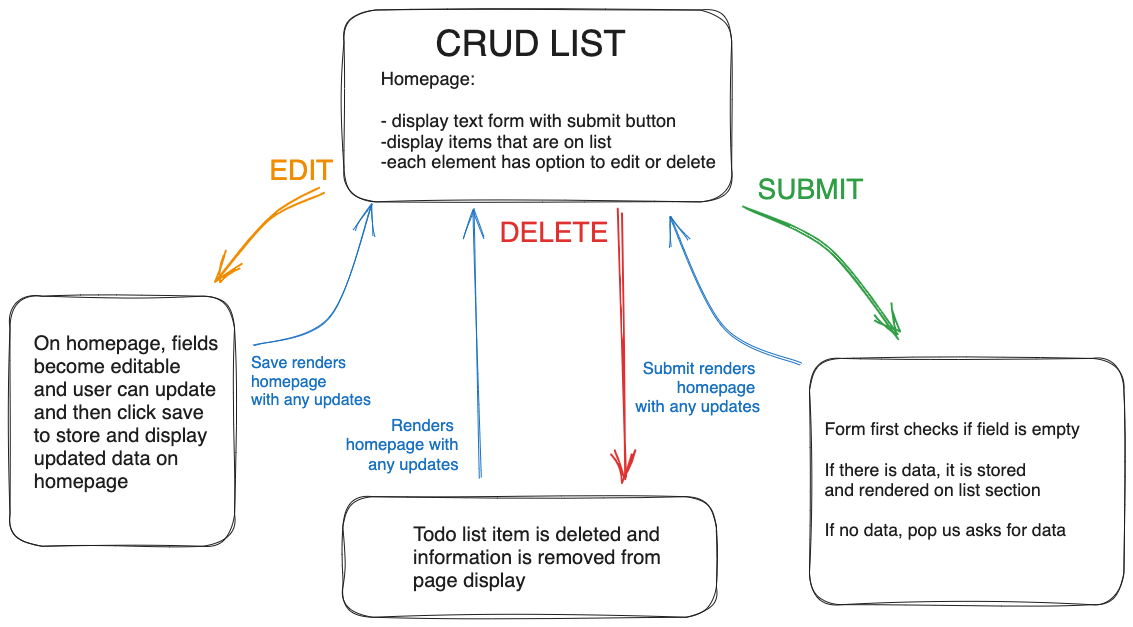 CRUD LIST
Homepage:
- display text form with submit button
-display items that are on list
-each element has option to edit or delete
EDIT
SUBMIT
DELETE
On homepage, fields
become editable
and user can update
and then click save
to store and display
updated data on
homepage
Save renders
homepage
with any updates
Renders
homepage with
any updates
Submit renders
homepage
with any updates
Todo list item is deleted and
information is removed from
page display
Form first checks if field is empty
If there is data, it is stored
and rendered on list section
If no data, pop us asks for data